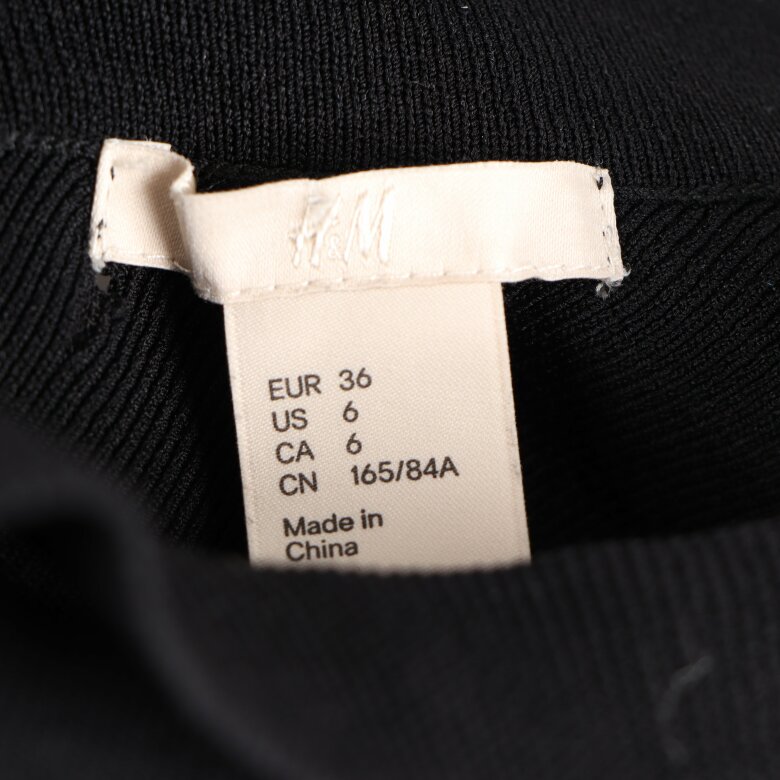 H&M
EUR 36
US 6
CA 6
CN 165/84A
Made in
China